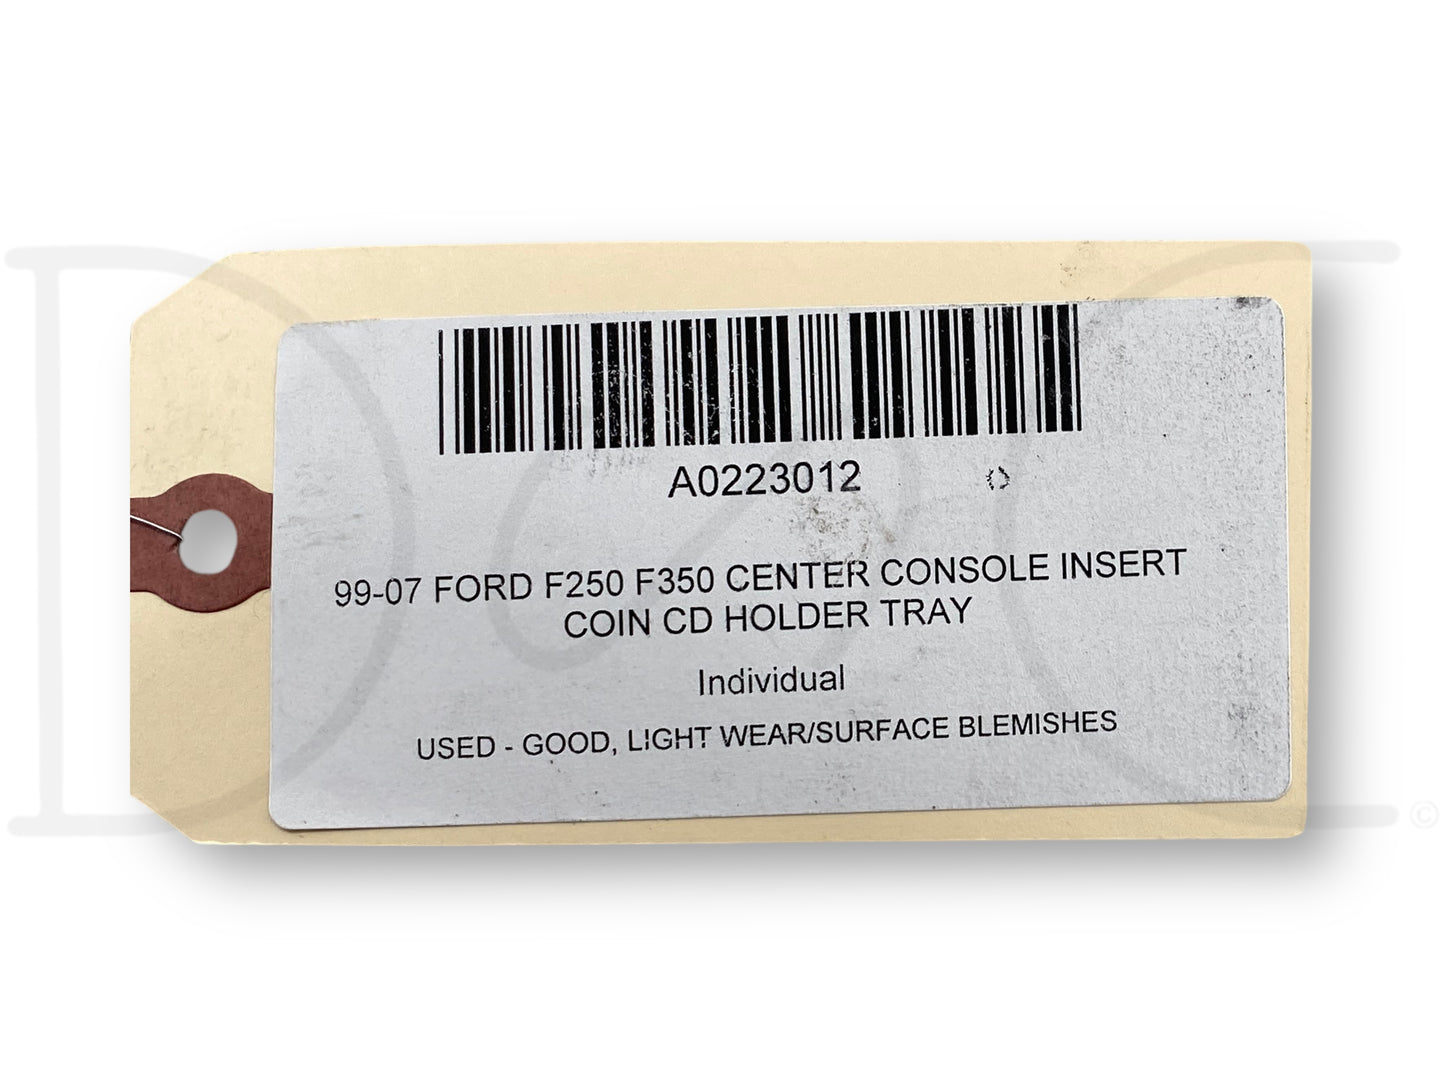 A0223012
99-07 FORD F250 F350 CENTER CONSOLE INSERT
COIN CD HOLDER TRAY
Individual
USED - GOOD, LIGHT WEAR/SURFACE BLEMISHES
©